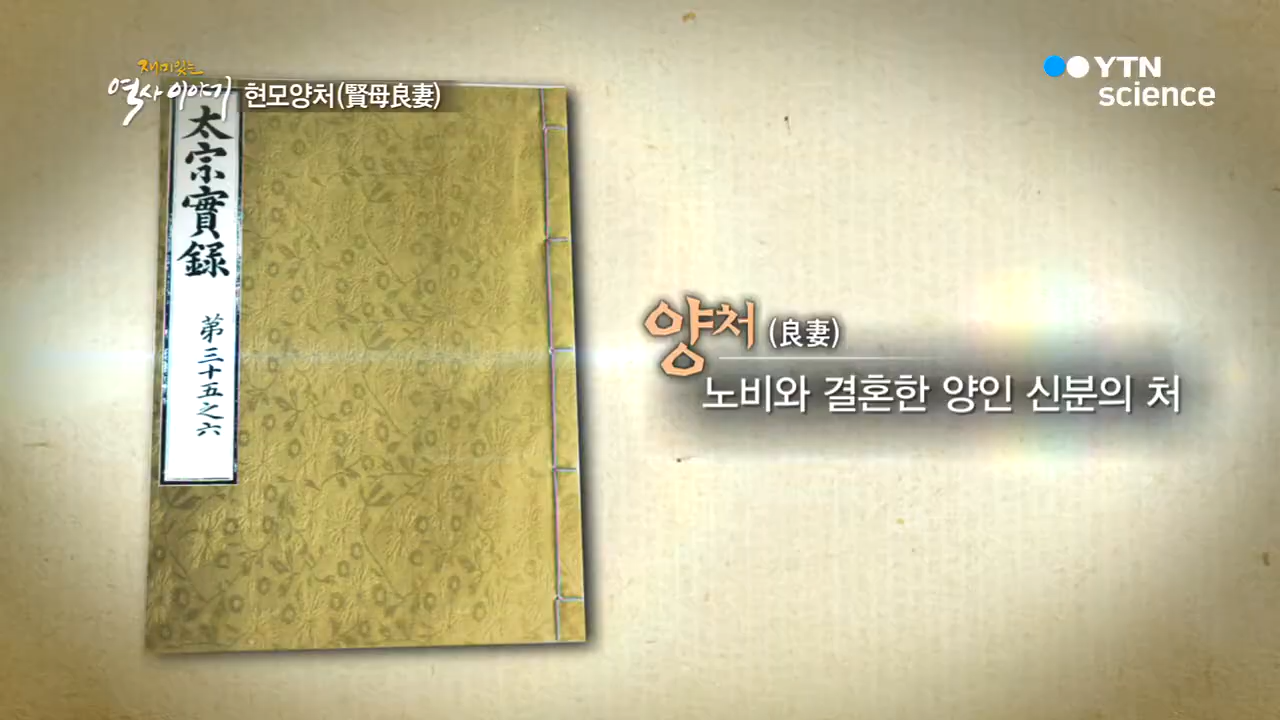 재미있는
역사 이야기 현모양처(賢母良妻)
YTN
science
太宗實錄
第三十五之六
양처(良妻)
노비와 결혼한 양인 신분의 처